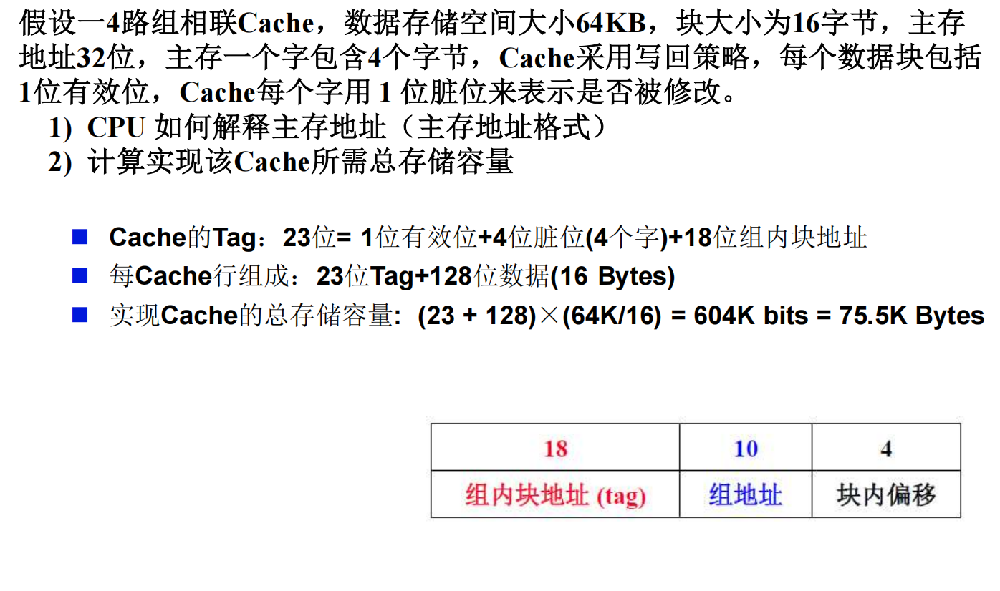 假设一4路组相联Cache，数据存储空间大小64KB，块大小为16字节，主存
地址32位，主存一个字包含4个字节，Cache采用写回策略，每个数据块包括
1位有效位，Cache每个字用 1 位脏位来表示是否被修改。
1) CPU 如何解释主存地址（主存地址格式）
2) 计算实现该Cache所需总存储容量
■ Cache的Tag：23位= 1位有效位+4位脏位(4个字)+18位组内块地址
■ 每Cache行组成：23位Tag+128位数据(16 Bytes)
■ 实现Cache的总存储容量: (23 + 128)×(64K/16) = 604K bits = 75.5K Bytes
18 10 4
组内块地址 (tag) 组地址 块内偏移